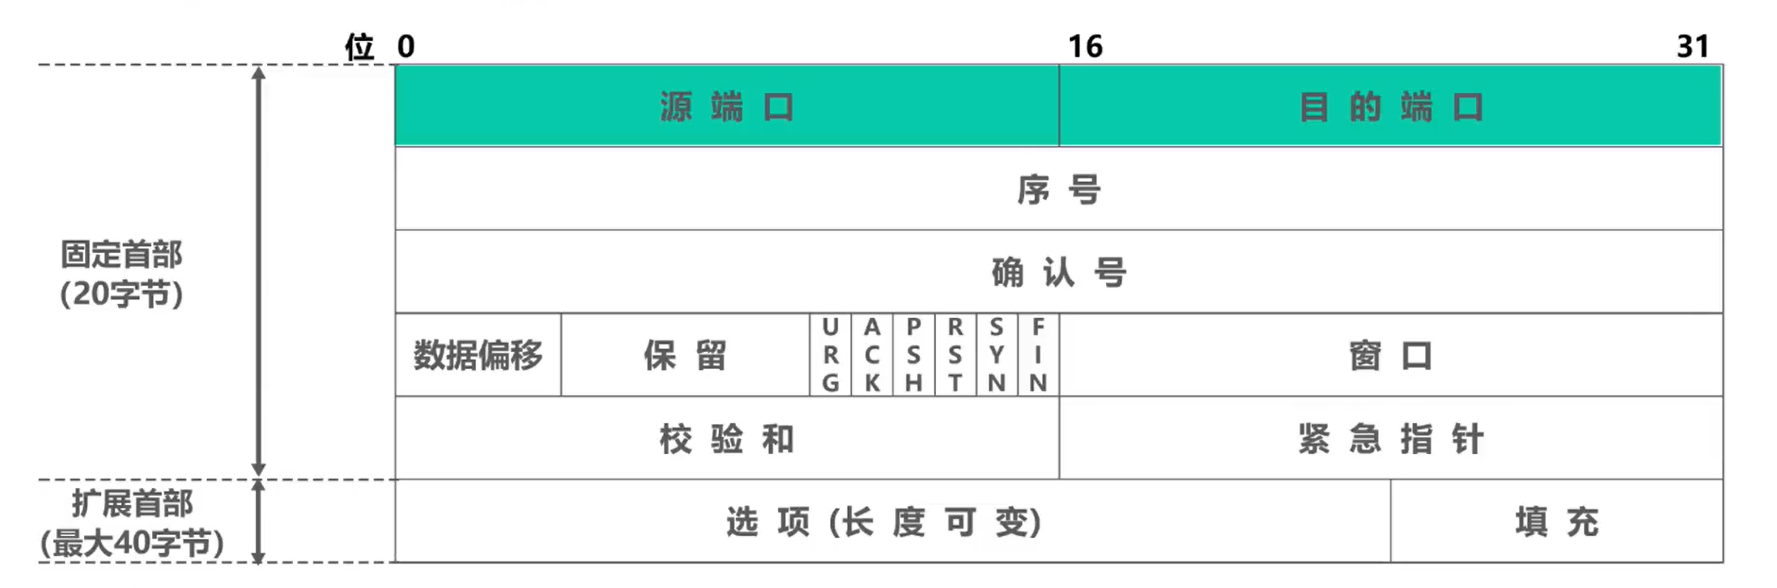 位 0 16 31
源端口 目的端口
序号
确认号
固定首部
(20字节)
数据偏移 保留 URG ACK PSH RST SYN FIN 窗口
校验和 紧急指针
扩展首部
(最大40字节)
选项(长度可变) 填充